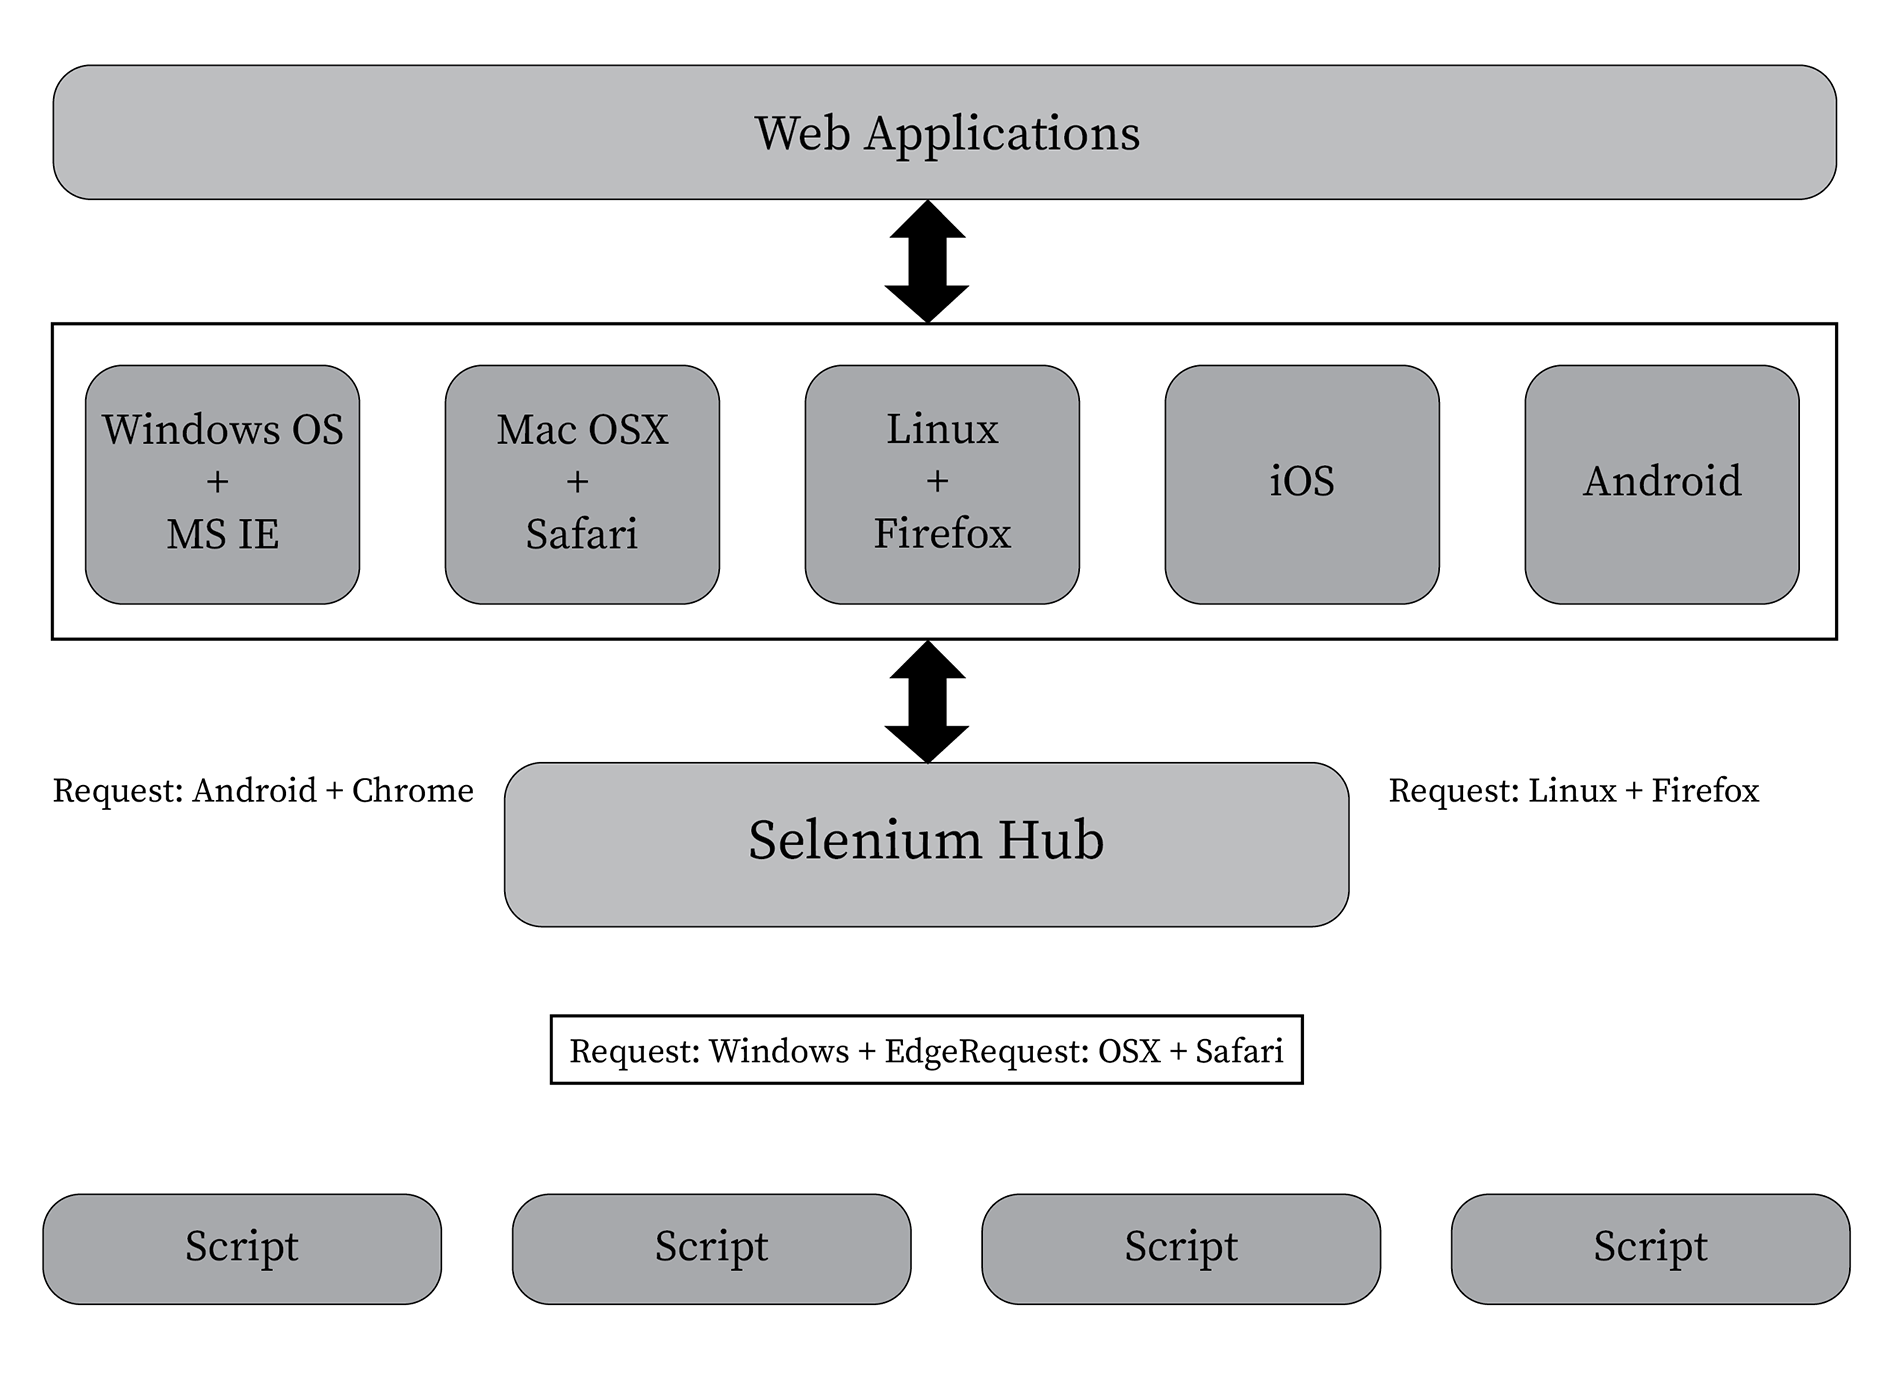 Web Applications
Windows OS
+
MS IE
Mac OSX
+
Safari
Linux
+
Firefox
iOS
Android
Request: Android + Chrome
Selenium Hub
Request: Linux + Firefox
Request: Windows + EdgeRequest: OSX + Safari
Script
Script
Script
Script